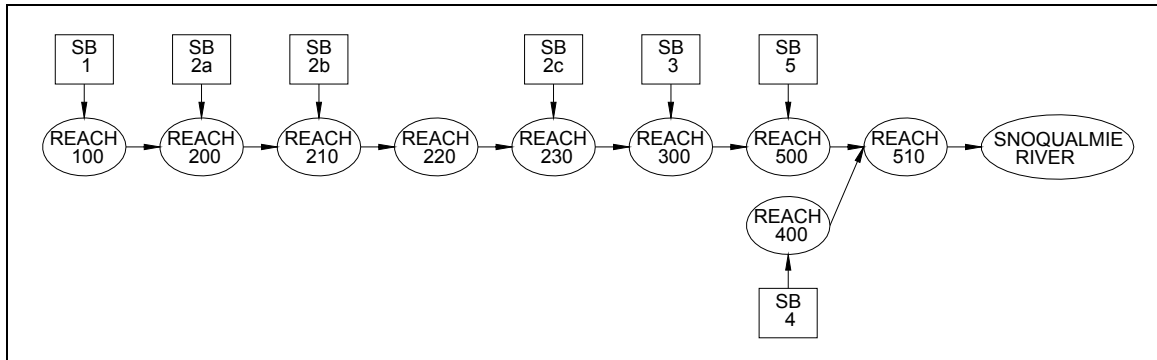 SB
1
SB
2a
SB
2b
SB
2c
SB
3
SB
5
REACH
100
REACH
200
REACH
210
REACH
220
REACH
230
REACH
300
REACH
500
REACH
510
SNOQUALMIE
RIVER
REACH
400
SB
4